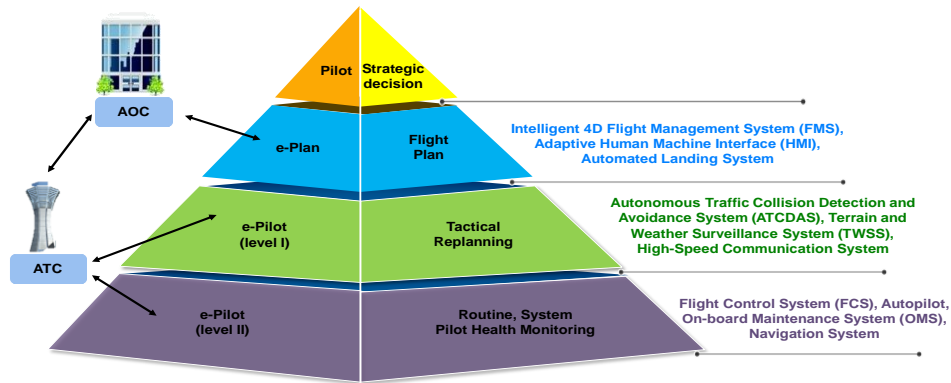 Pilot
Strategic
decision
AOC
e-Plan
Flight
Plan
Intelligent 4D Flight Management System (FMS),
Adaptive Human Machine Interface (HMI),
Automated Landing System
e-Pilot
(level I)
Tactical
Replanning
Autonomous Traffic Collision Detection and
Avoidance System (ATCDAS), Terrain and
Weather Surveillance System (TWSS),
High-Speed Communication System
ATC
e-Pilot
(level II)
Routine, System
Pilot Health Monitoring
Flight Control System (FCS), Autopilot,
On-board Maintenance System (OMS),
Navigation System